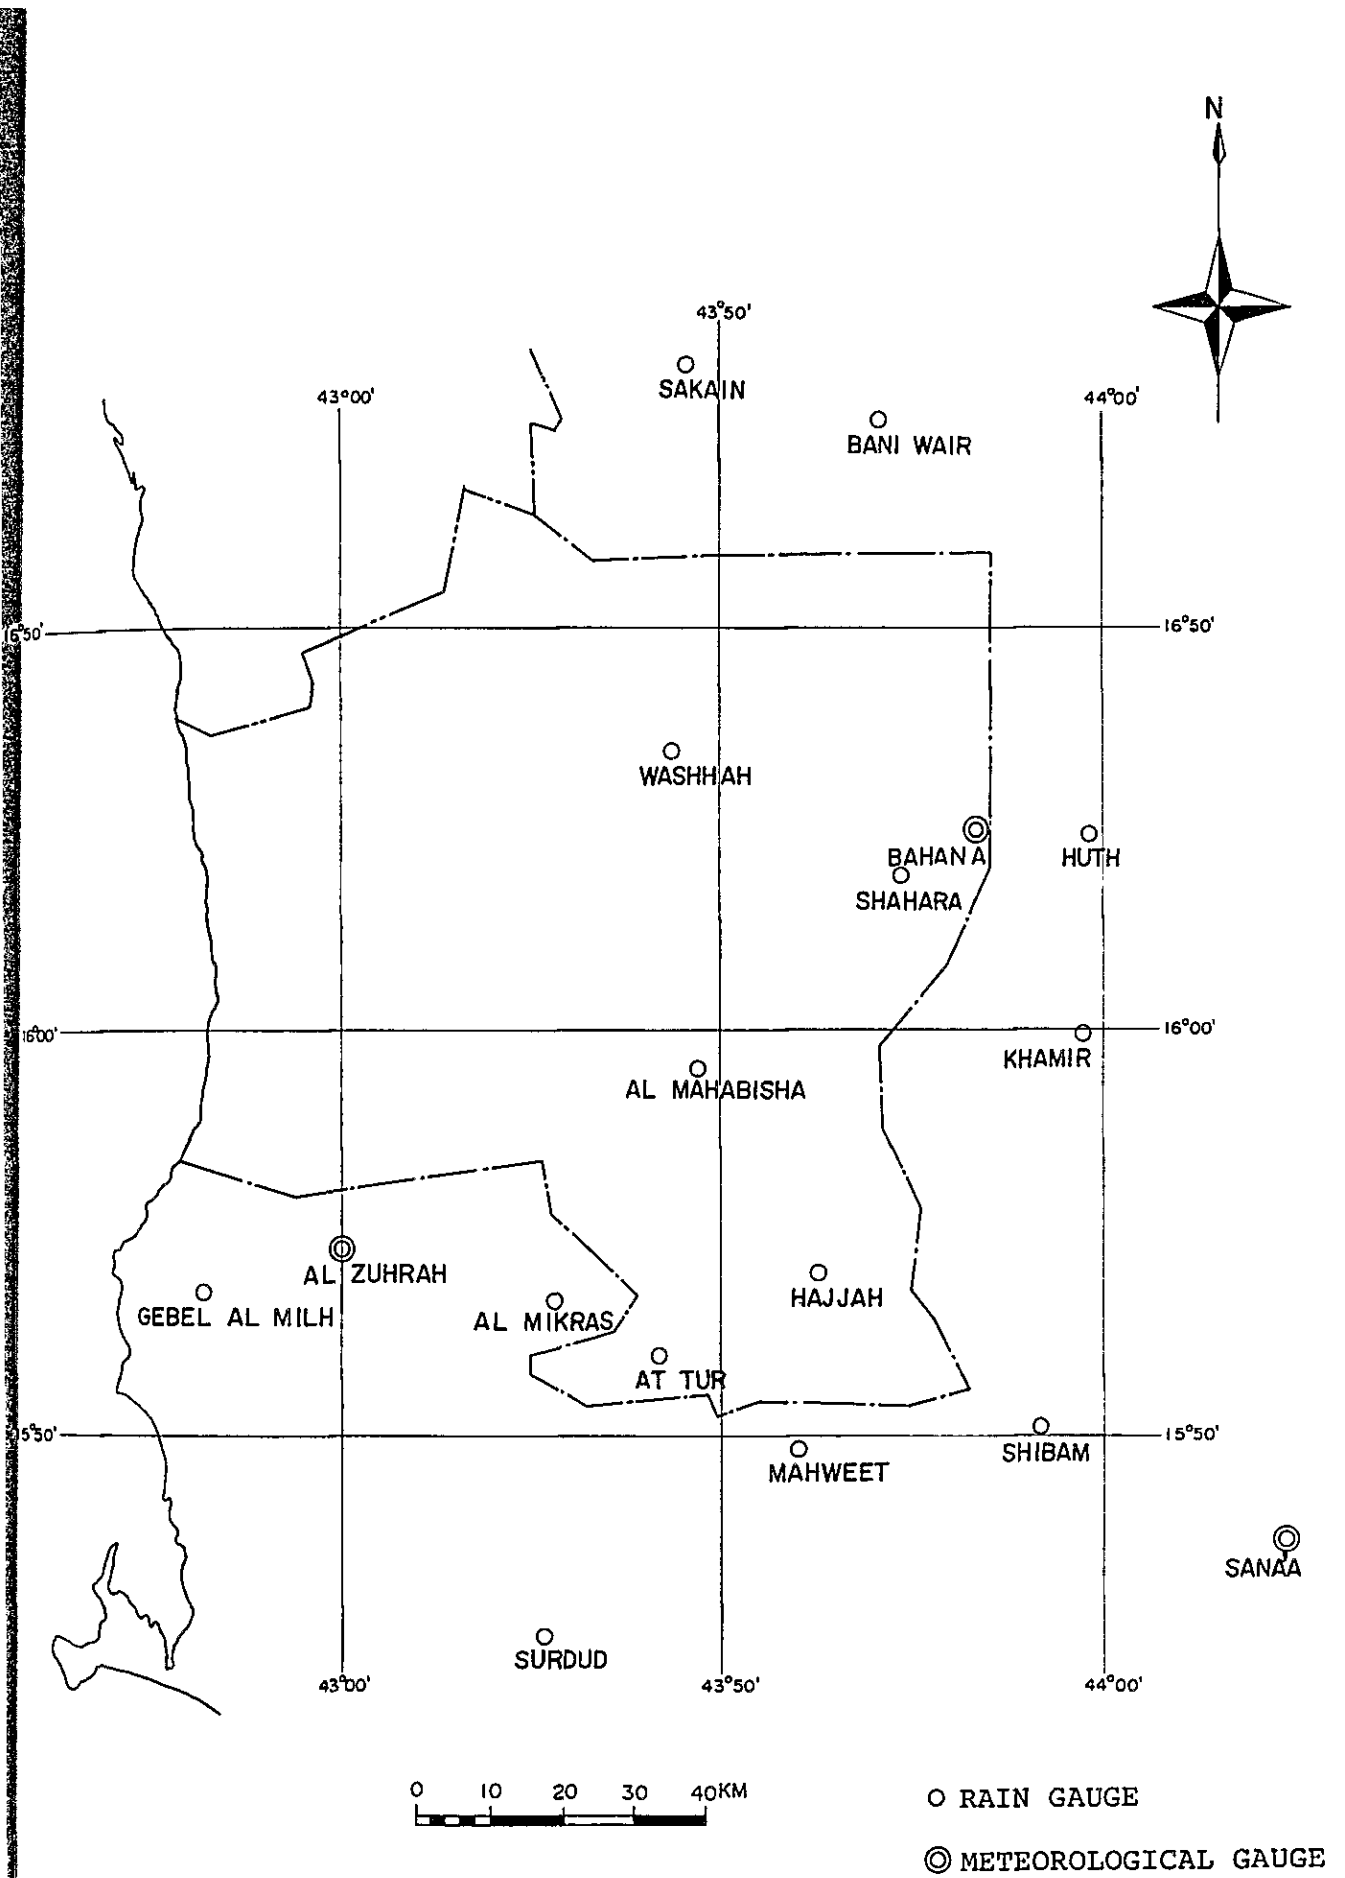 N
43°50'
SAKAIN
43°00'
44°00'
BANI WAIR
16°50'
16°50'
WASHHAH
BAHANA
HUTH
SHAHARA
16°00'
16°00'
KHAMIR
AL MAHABISHA
AL ZUHRAH
HAJJAH
GEBEL AL MILH
AL MIKRAS
AT TUR
15°50'
15°50'
SHIBAM
MAHWEET
SANA'A
SURDUD
43°00'
43°50'
44°00'
0 10 20 30 40KM
RAIN GAUGE
METEOROLOGICAL GAUGE